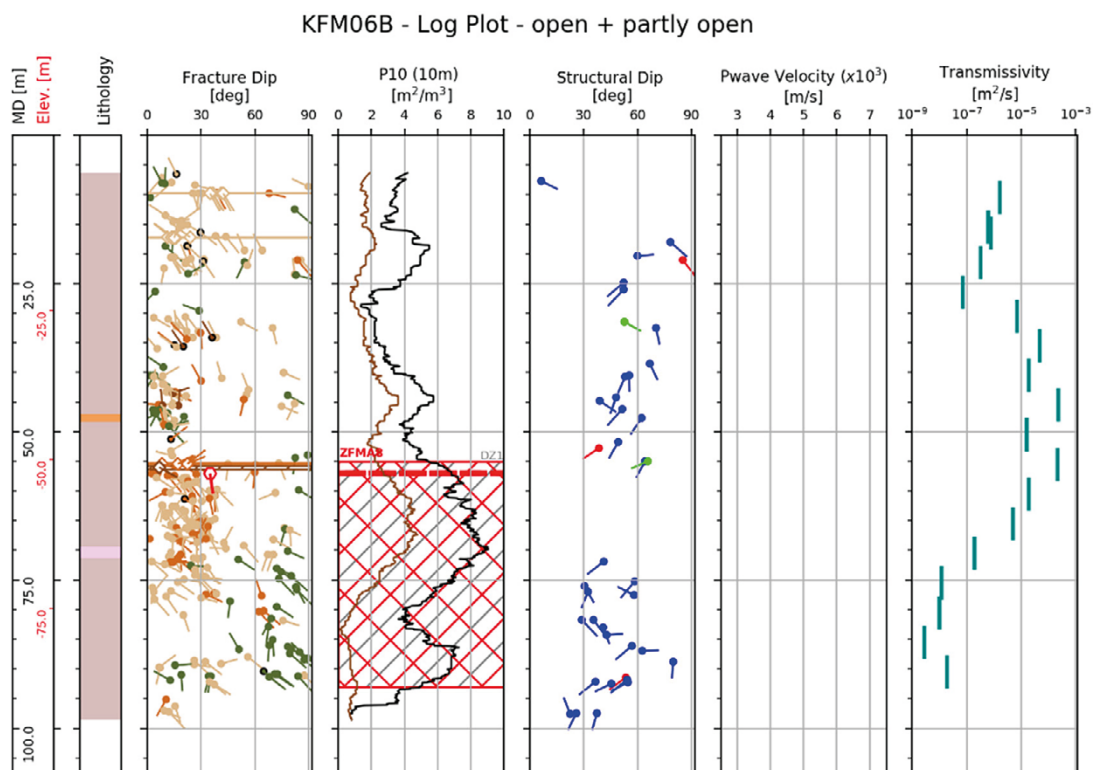 KFM06B - Log Plot - open + partly open
MD [m]
Elev. [m]
Lithology
Fracture Dip
[deg]
P10 (10m)
[m²/m³]
Structural Dip
[deg]
Pwave Velocity (x10³)
[m/s]
Transmissivity
[m²/s]
0 30 60 90
0 2 4 6 8 10
0 30 60 90
3 4 5 6 7
10⁻⁹ 10⁻⁷ 10⁻⁵ 10⁻³
25.0
-25.0
50.0
-50.0
ZFMA8
DZ1
75.0
-75.0
100.0